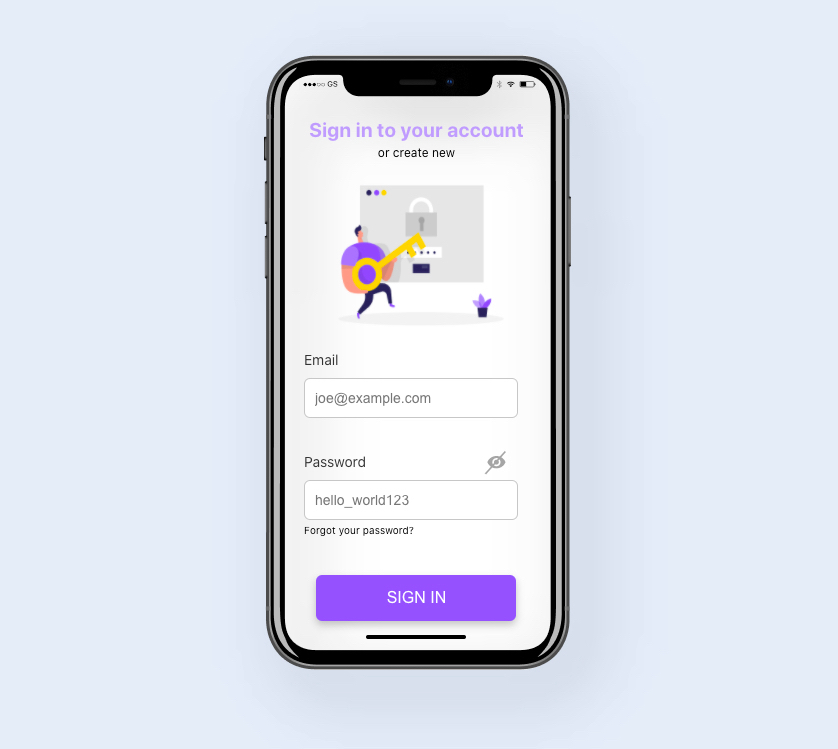 GS
Sign in to your account
or create new
Email
joe@example.com
Password
hello_world123
Forgot your password?
SIGN IN